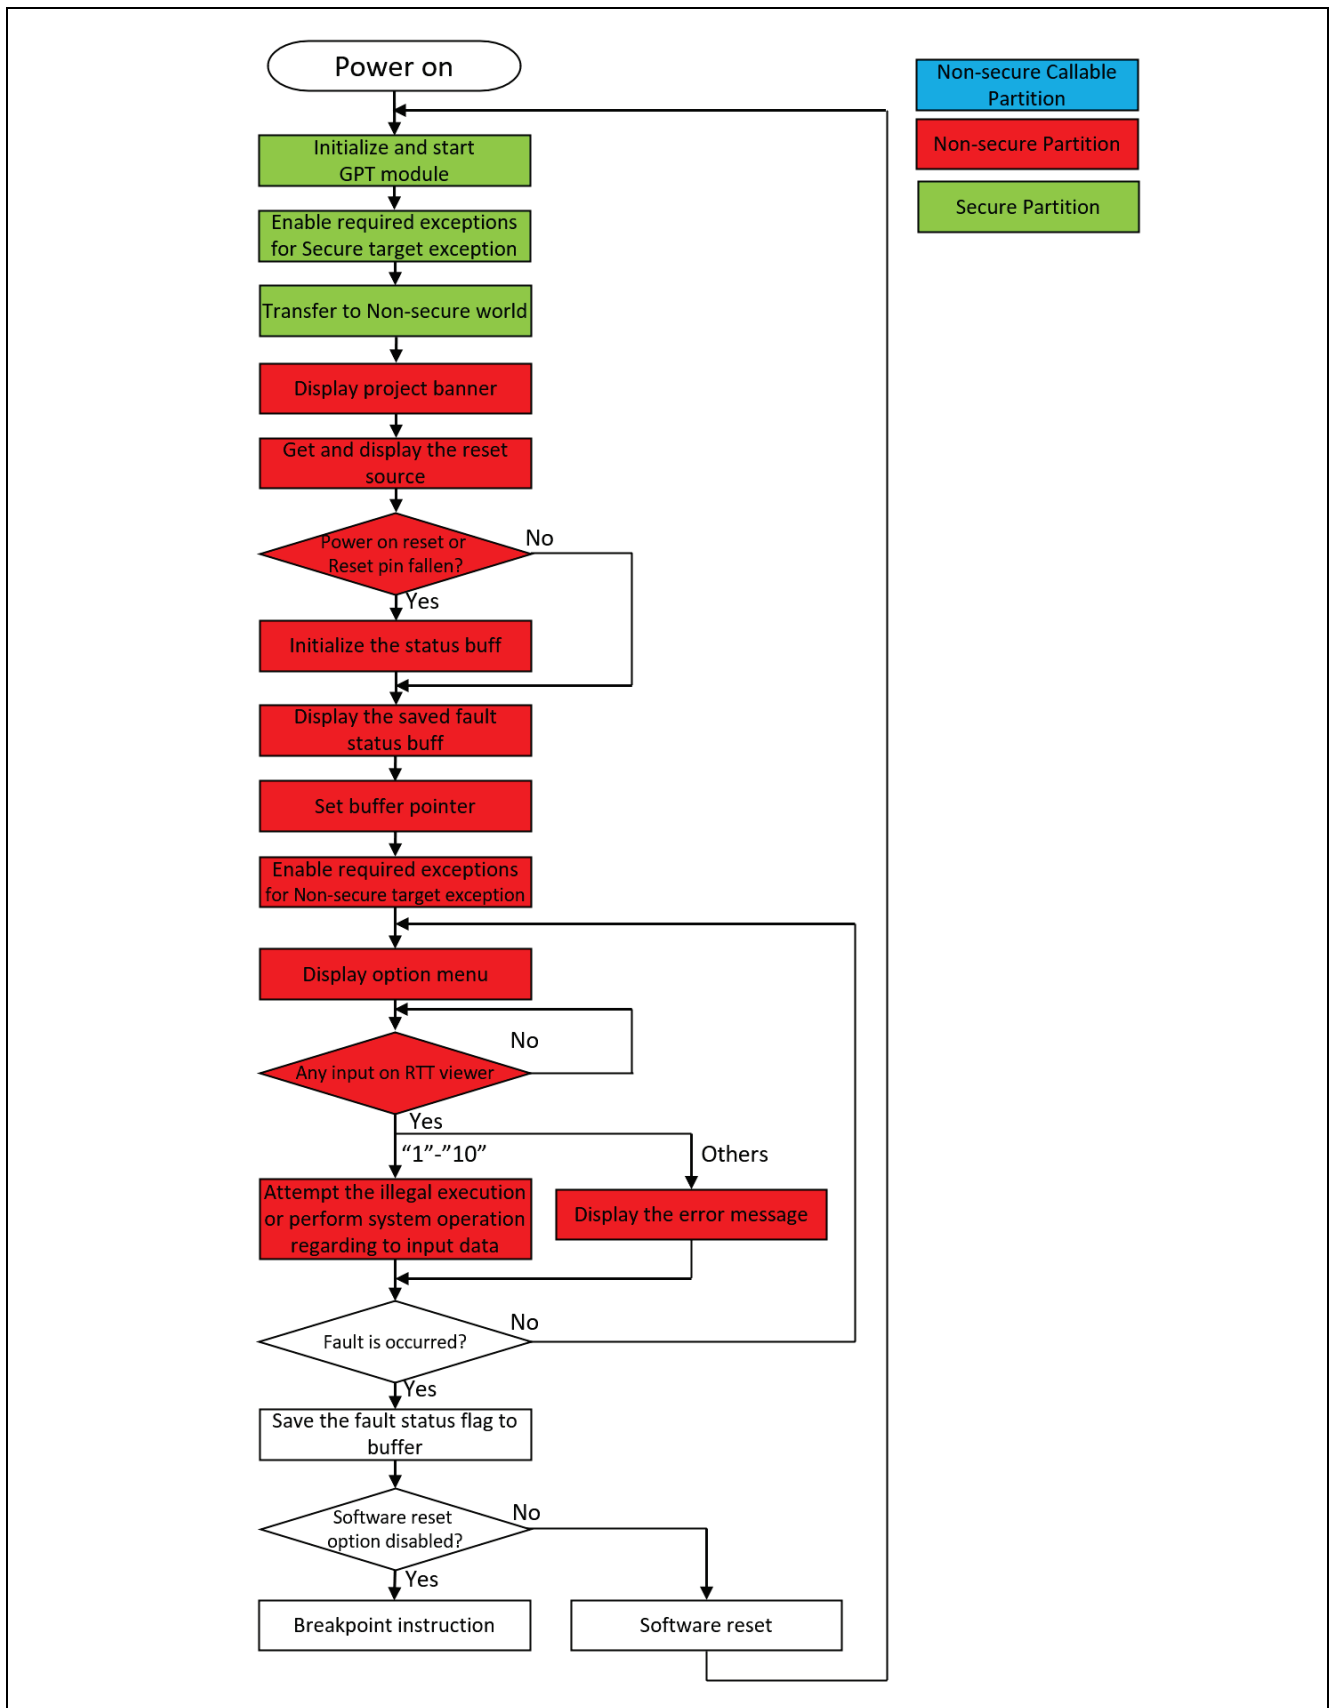 Power on
Non-secure Callable
Partition
Non-secure Partition
Secure Partition
Initialize and start
GPT module
Enable required exceptions
for Secure target exception
Transfer to Non-secure world
Display project banner
Get and display the reset
source
Power on reset or
Reset pin fallen?
No
Yes
Initialize the status buff
Display the saved fault
status buff
Set buffer pointer
Enable required exceptions
for Non-secure target exception
Display option menu
No
Any input on RTT viewer
Yes
“1”-”10”
Others
Attempt the illegal execution
or perform system operation
regarding to input data
Display the error message
No
Fault is occurred?
Yes
Save the fault status flag to
buffer
Software reset
option disabled?
No
Yes
Breakpoint instruction
Software reset